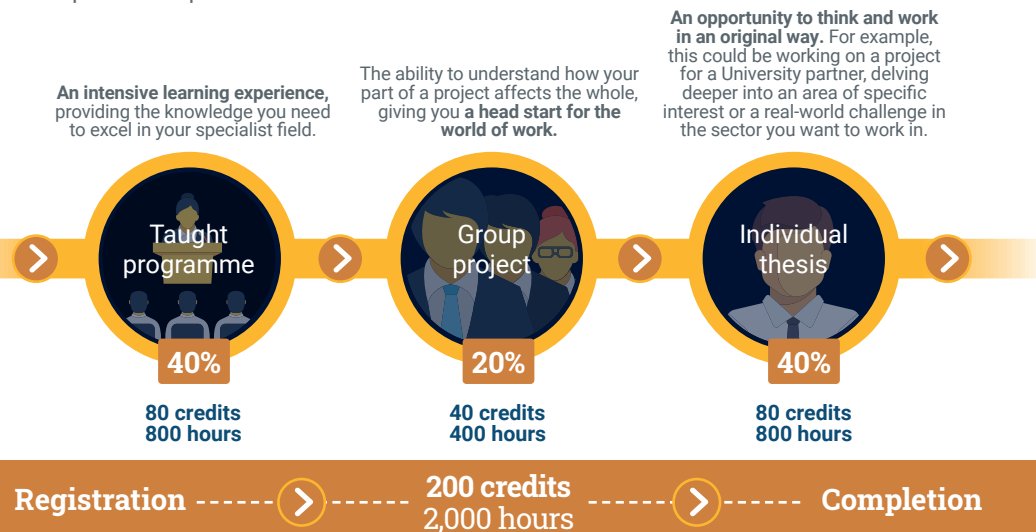 An intensive learning experience,
providing the knowledge you need
to excel in your specialist field.
The ability to understand how your
part of a project affects the whole,
giving you a head start for the
world of work.
An opportunity to think and work
in an original way. For example,
this could be working on a project
for a University partner, delving
deeper into an area of specific
interest or a real-world challenge in
the sector you want to work in.
Taught
programme
40%
80 credits
800 hours
Group
project
20%
40 credits
400 hours
Individual
thesis
40%
80 credits
800 hours
Registration
200 credits
2,000 hours
Completion